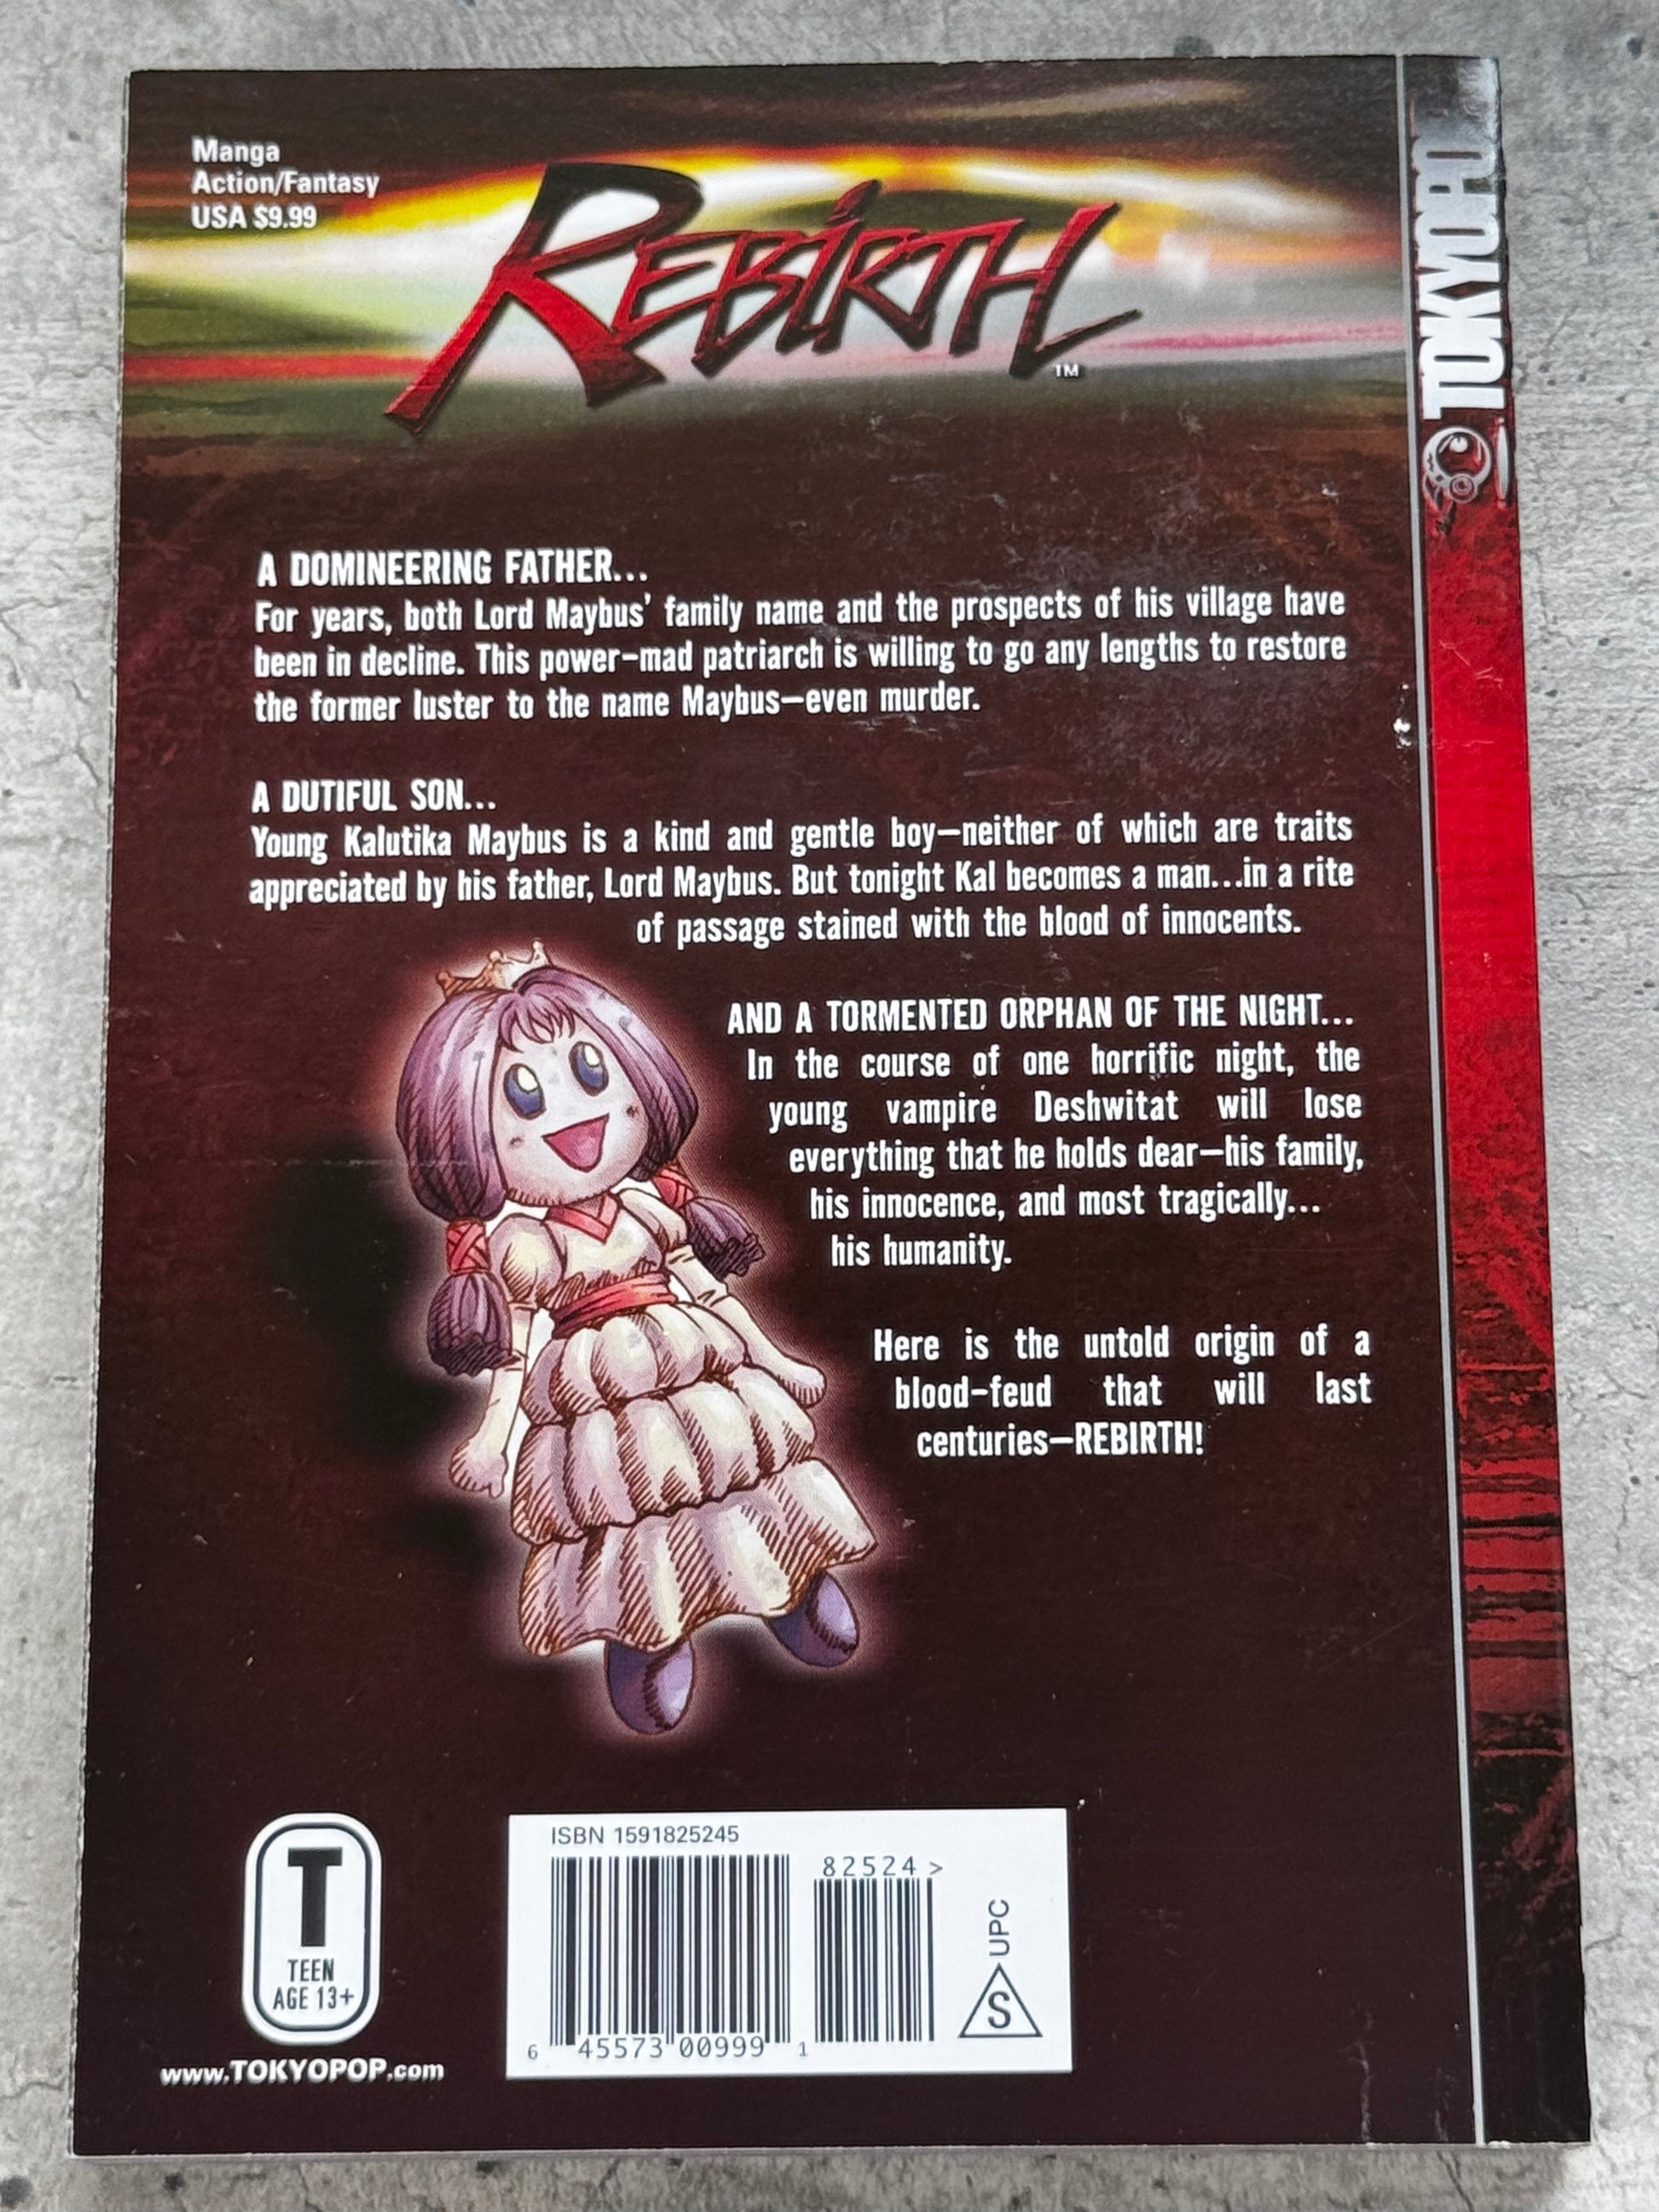 Manga
Action/Fantasy
USA $9.99
REBIRTH
TM
TOKYOPOP
A DOMINEERING FATHER...
For years, both Lord Maybus' family name and the prospects of his village have
been in decline. This power-mad patriarch is willing to go any lengths to restore
the former luster to the name Maybus—even murder.
A DUTIFUL SON...
Young Kalutika Maybus is a kind and gentle boy—neither of which are traits
appreciated by his father, Lord Maybus. But tonight Kal becomes a man...in a rite
of passage stained with the blood of innocents.
AND A TORMENTED ORPHAN OF THE NIGHT...
In the course of one horrific night, the
young vampire Deshwitat will lose
everything that he holds dear—his family,
his innocence, and most tragically...
his humanity.
Here is the untold origin of a
blood-feud that will last
centuries—REBIRTH!
T
TEEN
AGE 13+
www.TOKYOPOP.com
ISBN 1591825245
82524 >
6 45573 00999 1
S UPC